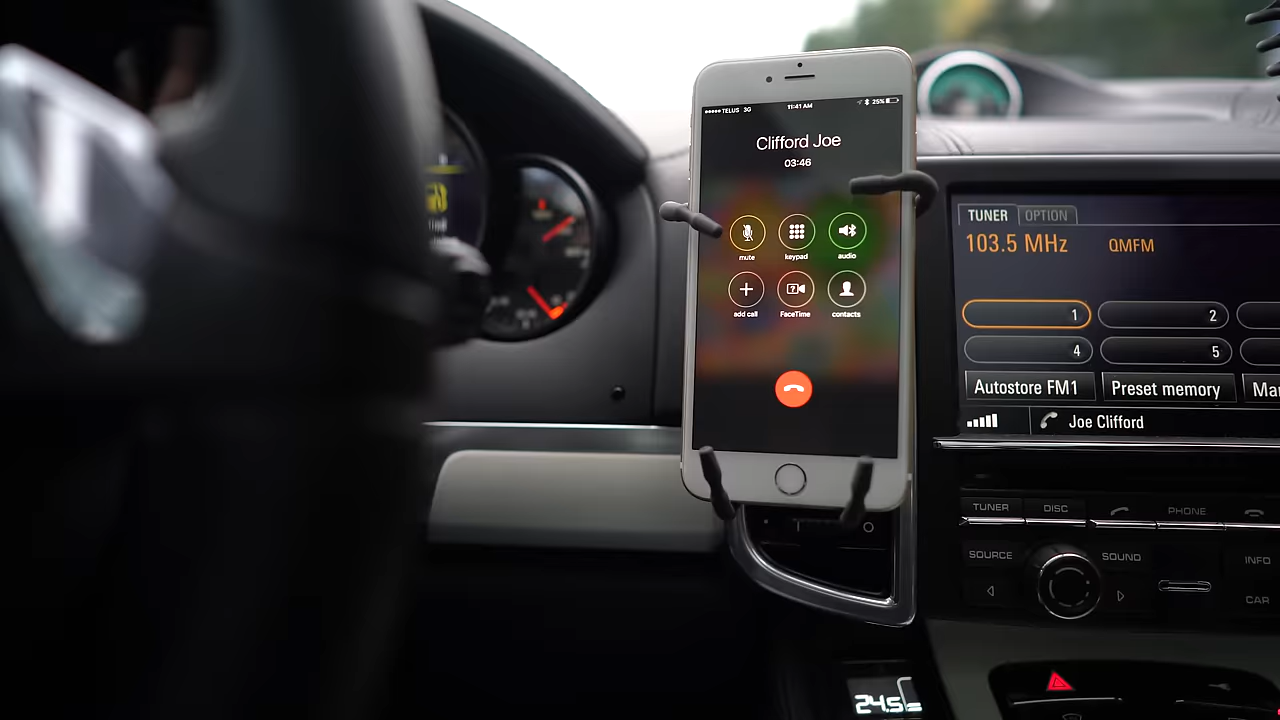 TELUS 3G 11:41 AM 25%
Clifford Joe
03:46
mute keypad audio
add call FaceTime contacts
TUNER OPTION
103.5 MHz QMFM
1 2
4 5
Autostore FM1 Preset memory
Joe Clifford
TUNER DISC PHONE
SOURCE SOUND INFO
CAR
24.5